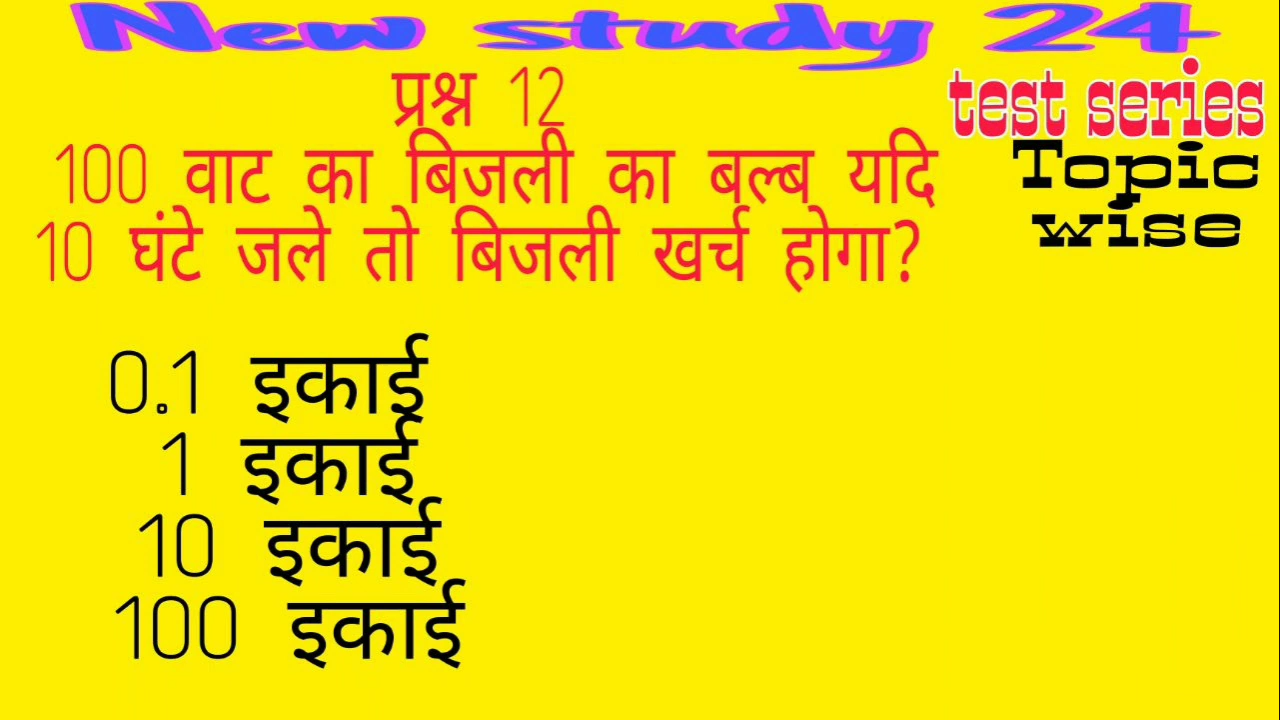 New study 24
test series
Topic
wise
प्रश्न 12
100 वाट का बिजली का बल्ब यदि
10 घंटे जले तो बिजली खर्च होगा?
0.1 इकाई
1 इकाई
10 इकाई
100 इकाई